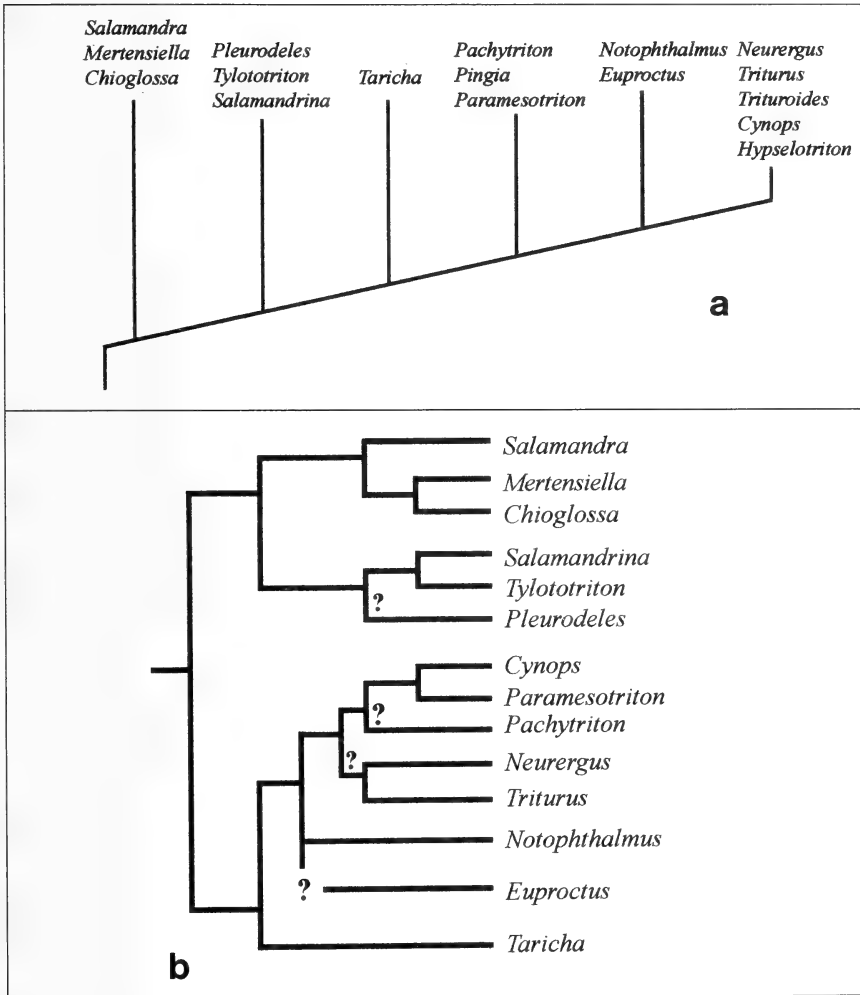 Salamandra
Mertensiella
Chioglossa
Pleurodeles
Tylototriton
Salamandrina
Taricha
Pachytriton
Pingia
Paramesotriton
Notophthalmus
Euproctus
Neurergus
Triturus
Trituroides
Cynops
Hypselotriton
a
Salamandra
Mertensiella
Chioglossa
Salamandrina
Tylototriton
?
Pleurodeles
Cynops
Paramesotriton
?
Pachytriton
?
Neurergus
Triturus
Notophthalmus
?
Euproctus
Taricha
b